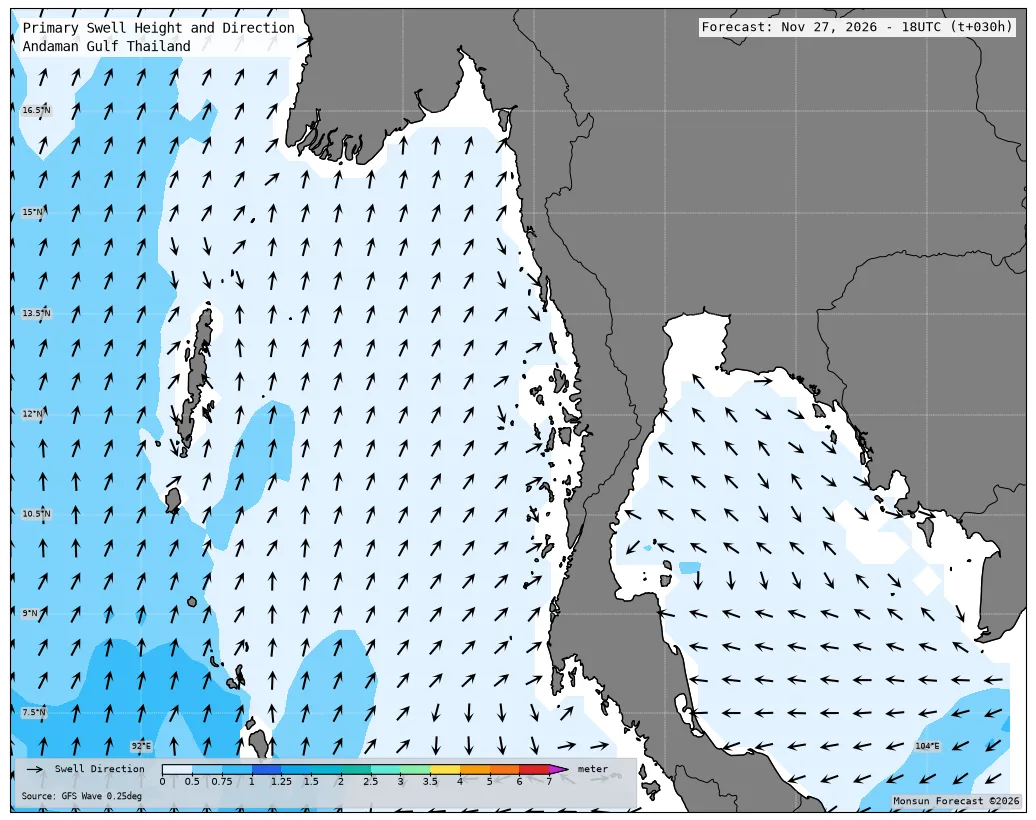 Primary Swell Height and Direction
Andaman Gulf Thailand
Forecast: Nov 27, 2026 - 18UTC (t+030h)
16.5°N
15°N
13.5°N
12°N
10.5°N
9°N
7.5°N
92°E
104°E
Swell Direction
0 0.5 0.75 1 1.25 1.5 2 2.5 3 3.5 4 5 6 7 meter
Source: GFS Wave 0.25deg
Monsun Forecast ©2026